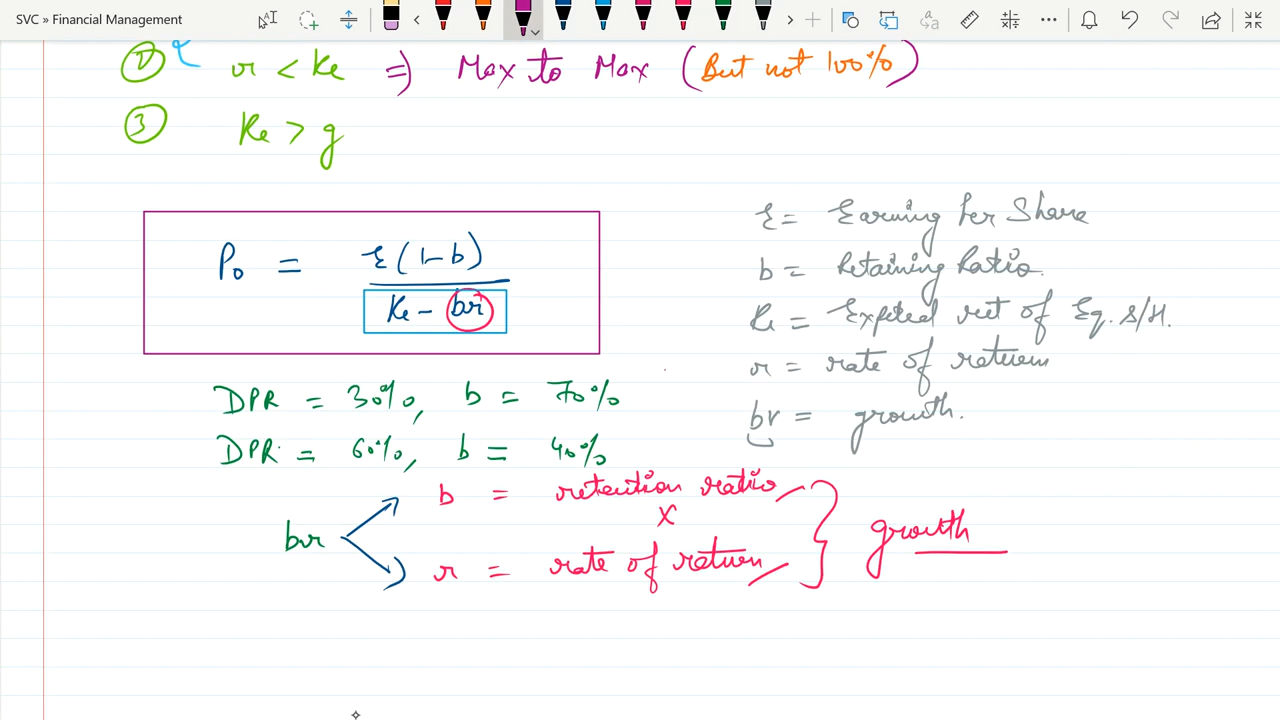 SVC » Financial Management
② r < Ke ⇒ Max to Max (But not 100%)
③ Ke > g
P₀ = E(1-b) / Ke - br
E = Earning Per Share
b = Retaining Ratio.
Ke = Expected ret of Eq. S/H.
r = rate of return
br = growth.
DPR = 30%, b = 70%
DPR = 60%, b = 40%
br
b = retention ratio
×
r = rate of return
growth